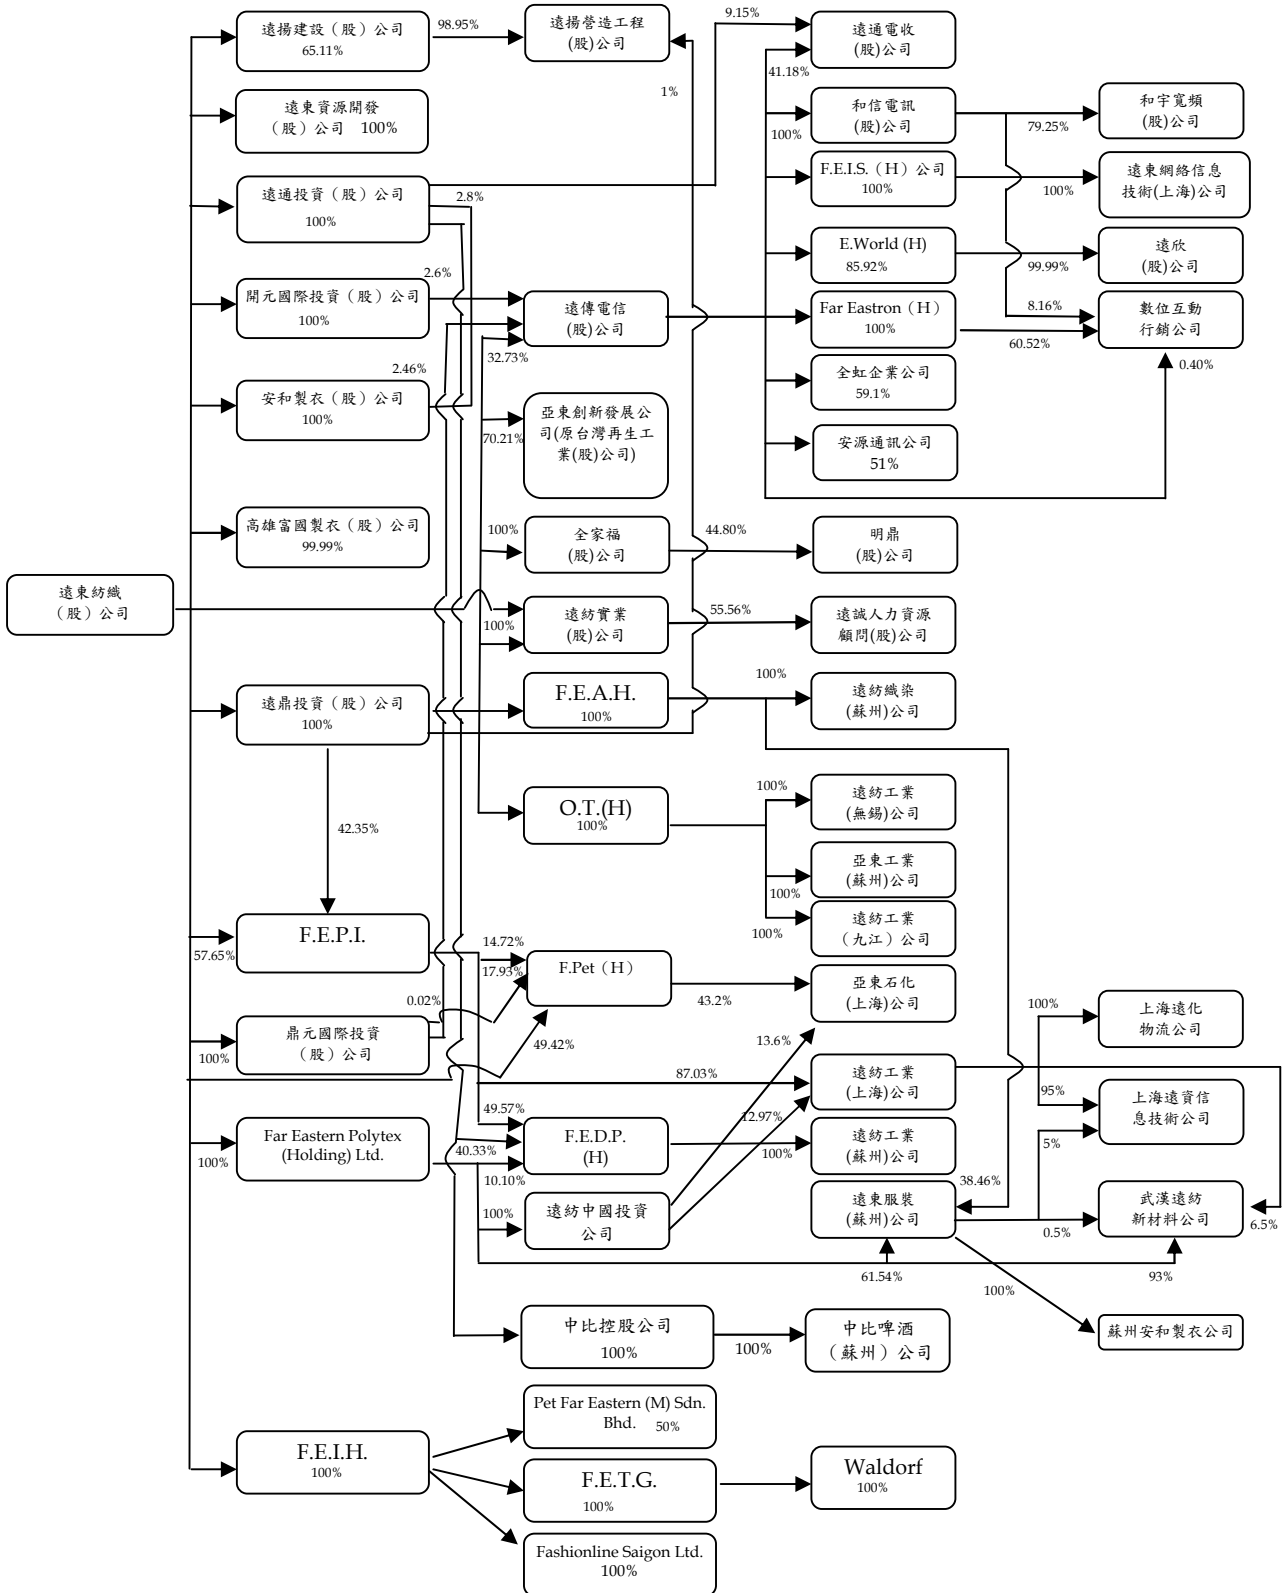 遠東紡織
（股）公司
遠揚建設（股）公司
65.11%
98.95%
遠揚營造工程
(股)公司
1%
遠東資源開發
（股）公司 100%
遠通投資（股）公司
100%
2.8%
9.15%
開元國際投資（股）公司
100%
2.6%
安和製衣（股）公司
100%
2.46%
高雄富國製衣（股）公司
99.99%
遠鼎投資（股）公司
100%
42.35%
F.E.P.I.
57.65%
鼎元國際投資
（股）公司
100%
0.02%
Far Eastern Polytex
(Holding) Ltd.
100%
F.E.I.H.
100%
遠傳電信
(股)公司
32.73%
亞東創新發展公
司(原台灣再生工
業(股)公司)
70.21%
全家福
(股)公司
100%
44.80%
明鼎
(股)公司
遠紡實業
(股)公司
100%
55.56%
遠誠人力資源
顧問(股)公司
F.E.A.H.
100%
100%
遠紡織染
(蘇州)公司
O.T.(H)
100%
100%
遠紡工業
(無錫)公司
100%
亞東工業
(蘇州)公司
100%
遠紡工業
（九江）公司
14.72%
17.93%
49.42%
F.Pet（H）
43.2%
亞東石化
(上海)公司
13.6%
87.03%
遠紡工業
(上海)公司
12.97%
49.57%
40.33%
10.10%
F.E.D.P.
(H)
100%
遠紡工業
(蘇州)公司
100%
遠紡中國投資
公司
遠東服裝
(蘇州)公司
38.46%
61.54%
中比控股公司
100%
100%
中比啤酒
（蘇州）公司
Pet Far Eastern (M) Sdn.
Bhd. 50%
F.E.T.G.
100%
Waldorf
100%
Fashionline Saigon Ltd.
100%
遠通電收
(股)公司
41.18%
和信電訊
(股)公司
100%
79.25%
和宇寬頻
(股)公司
F.E.I.S.（H）公司
100%
100%
遠東網絡信息
技術(上海)公司
E.World (H)
85.92%
99.99%
遠欣
(股)公司
Far Eastron（H）
100%
8.16%
60.52%
數位互動
行銷公司
0.40%
全虹企業公司
59.1%
安源通訊公司
51%
100%
上海遠化
物流公司
95%
5%
上海遠資信
息技術公司
0.5%
93%
6.5%
武漢遠紡
新材料公司
100%
蘇州安和製衣公司